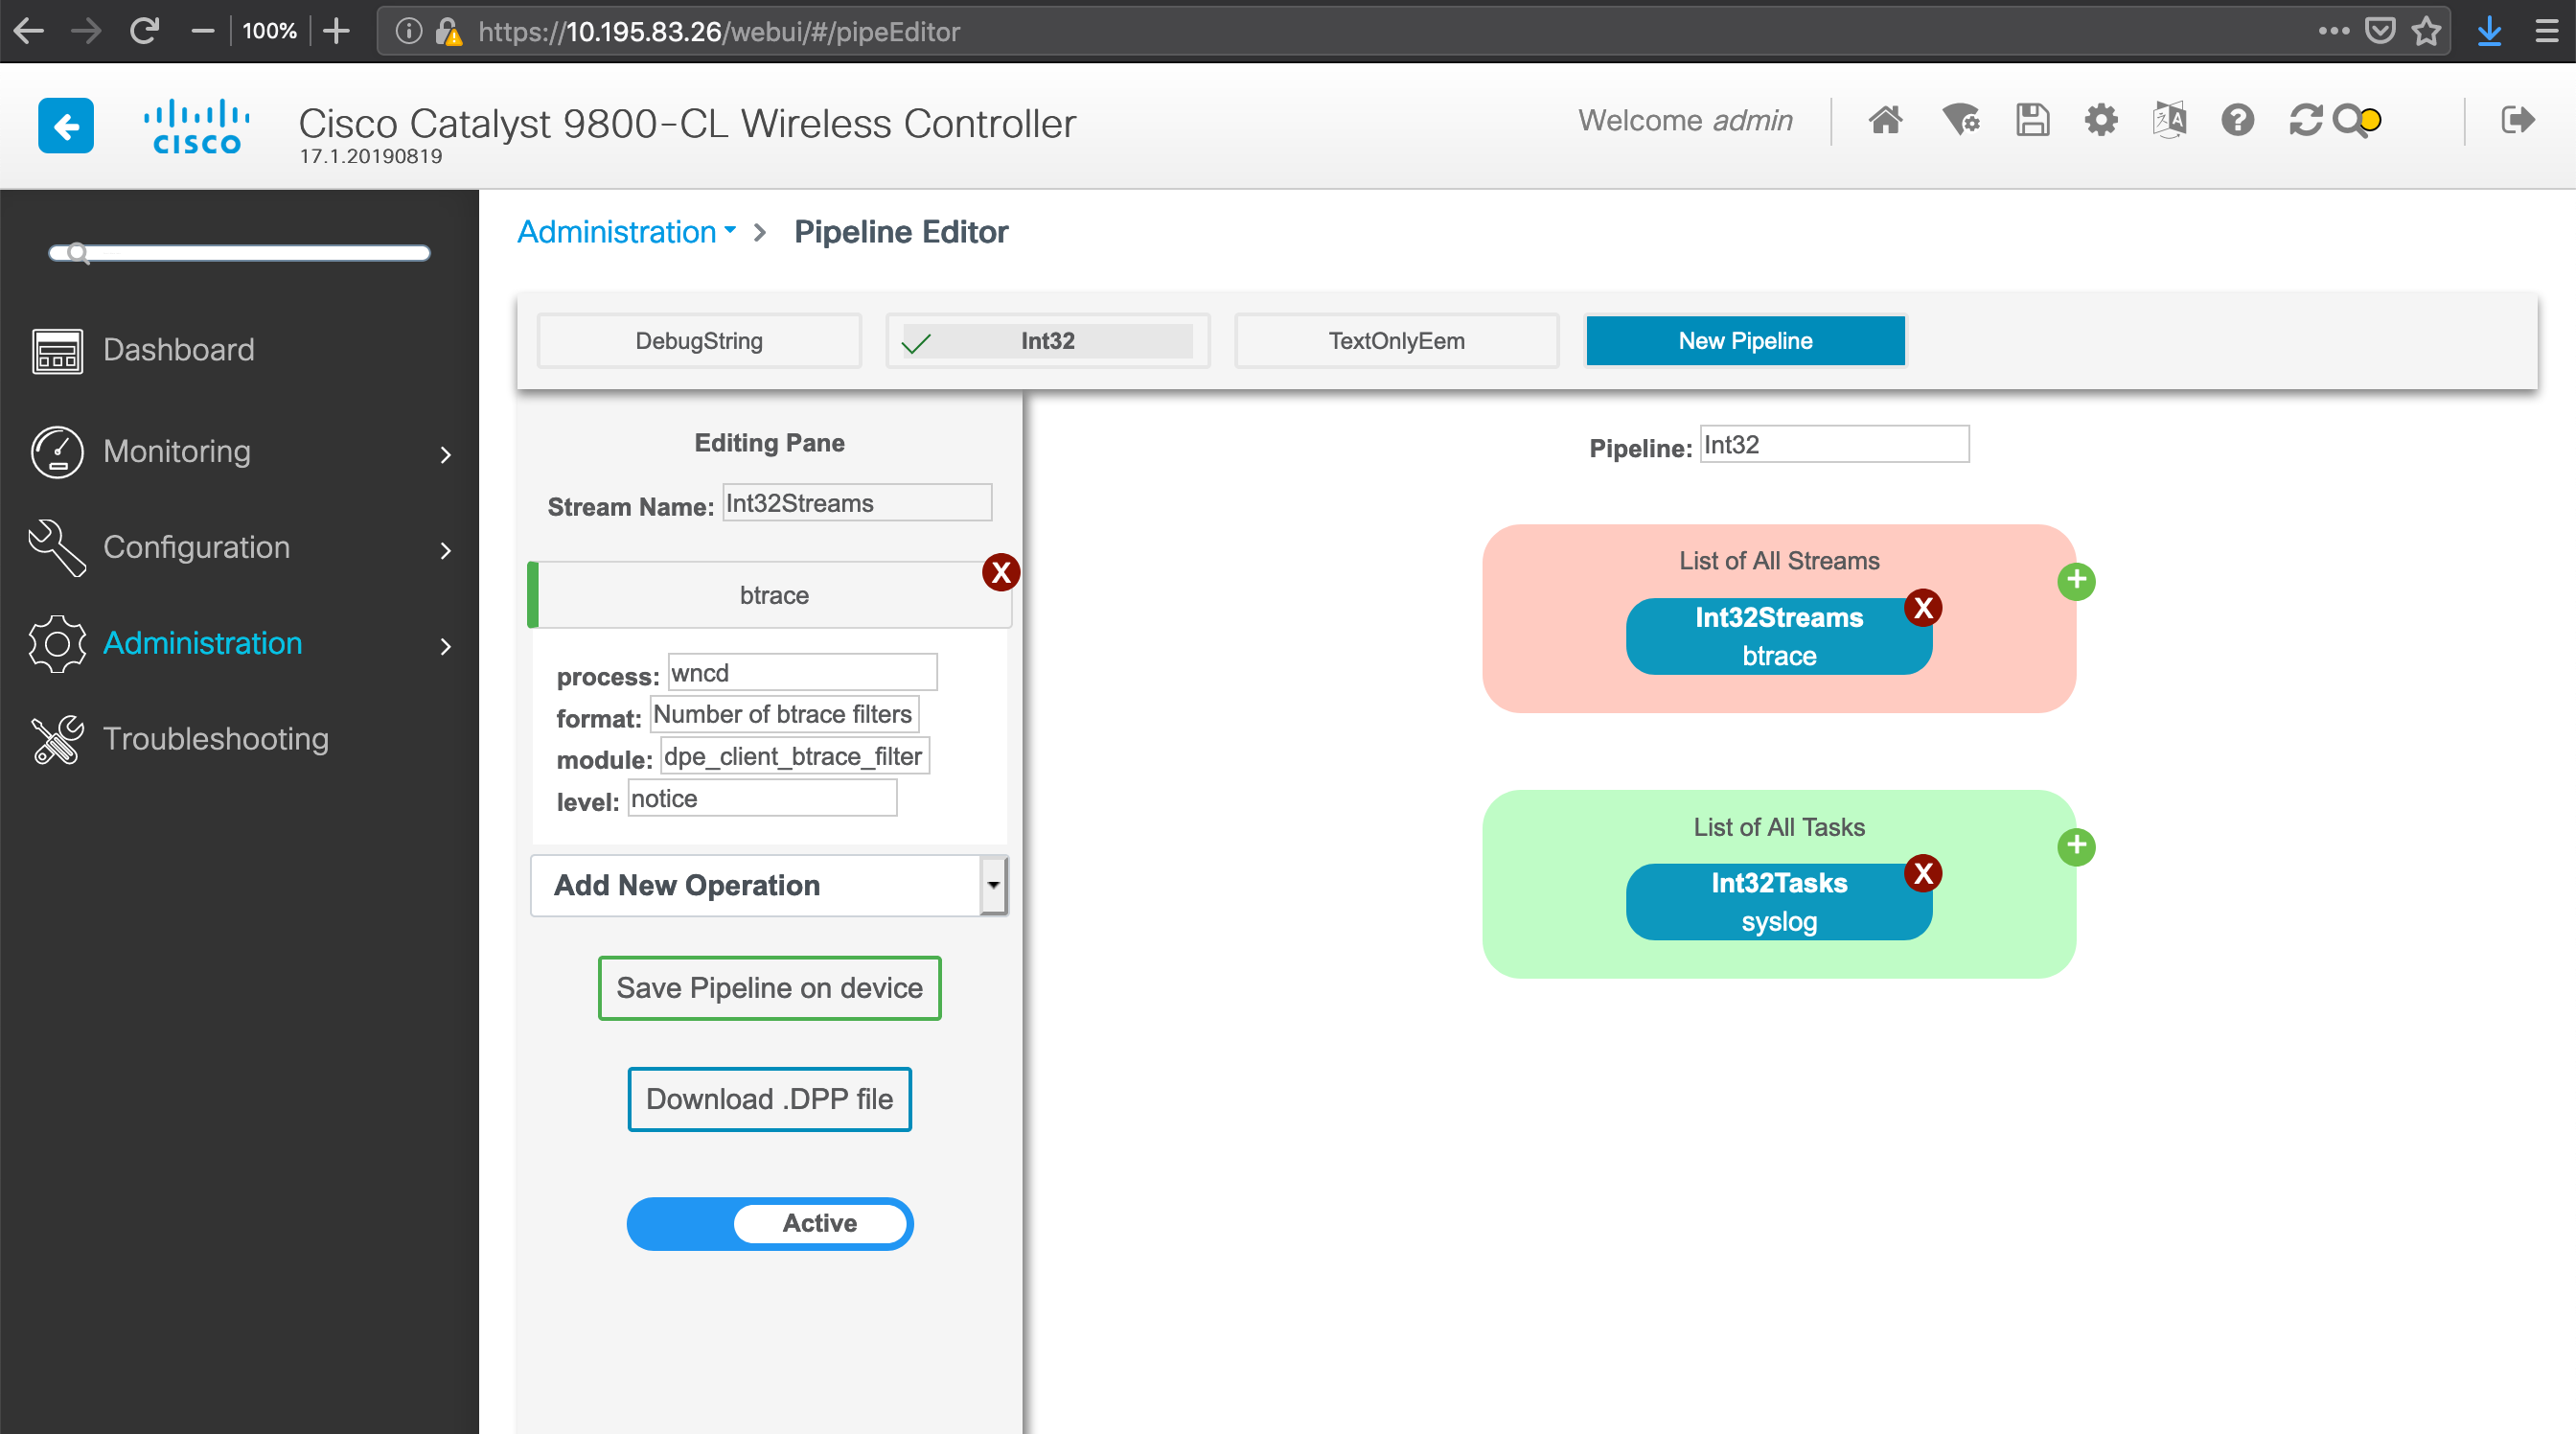 100%
https://10.195.83.26/webui/#/pipeEditor
CISCO
Cisco Catalyst 9800-CL Wireless Controller
17.1.20190819
Welcome admin
Dashboard
Monitoring
Configuration
Administration
Troubleshooting
Administration > Pipeline Editor
DebugString
Int32
TextOnlyEem
New Pipeline
Editing Pane
Stream Name: Int32Streams
btrace
X
process: wncd
format: Number of btrace filters
module: dpe_client_btrace_filter
level: notice
Add New Operation
Save Pipeline on device
Download .DPP file
Active
Pipeline: Int32
List of All Streams
Int32Streams
btrace
X
List of All Tasks
Int32Tasks
syslog
X